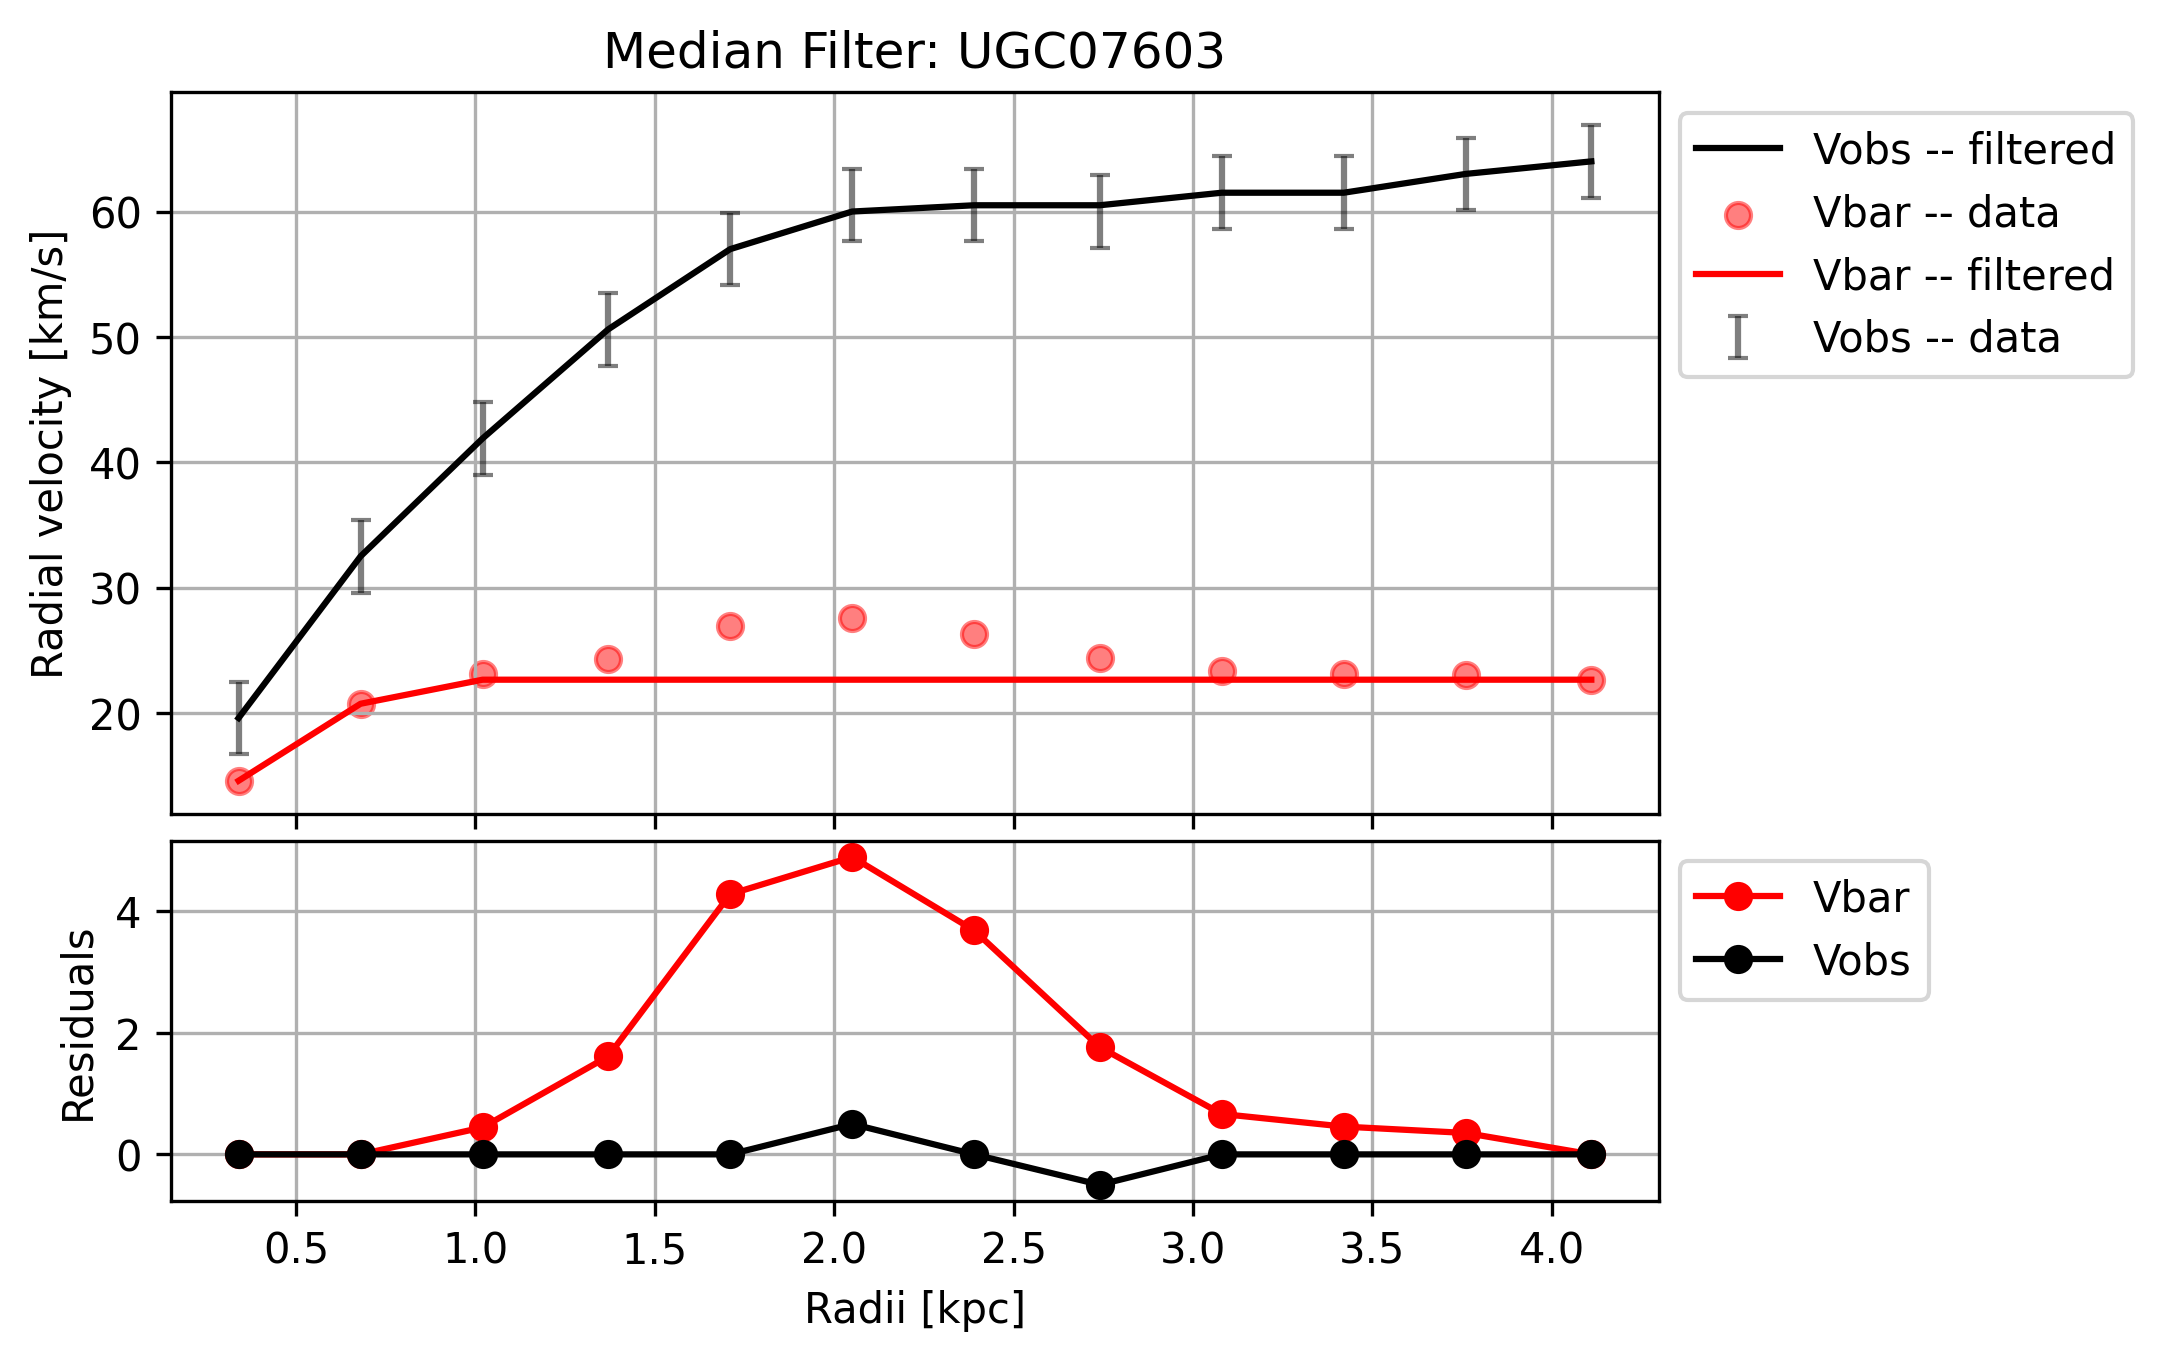 Median Filter: UGC07603
Radial velocity [km/s]
60
50
40
30
20
Vobs -- filtered
Vbar -- data
Vbar -- filtered
Vobs -- data
Residuals
4
2
0
Vbar
Vobs
0.5 1.0 1.5 2.0 2.5 3.0 3.5 4.0
Radii [kpc]